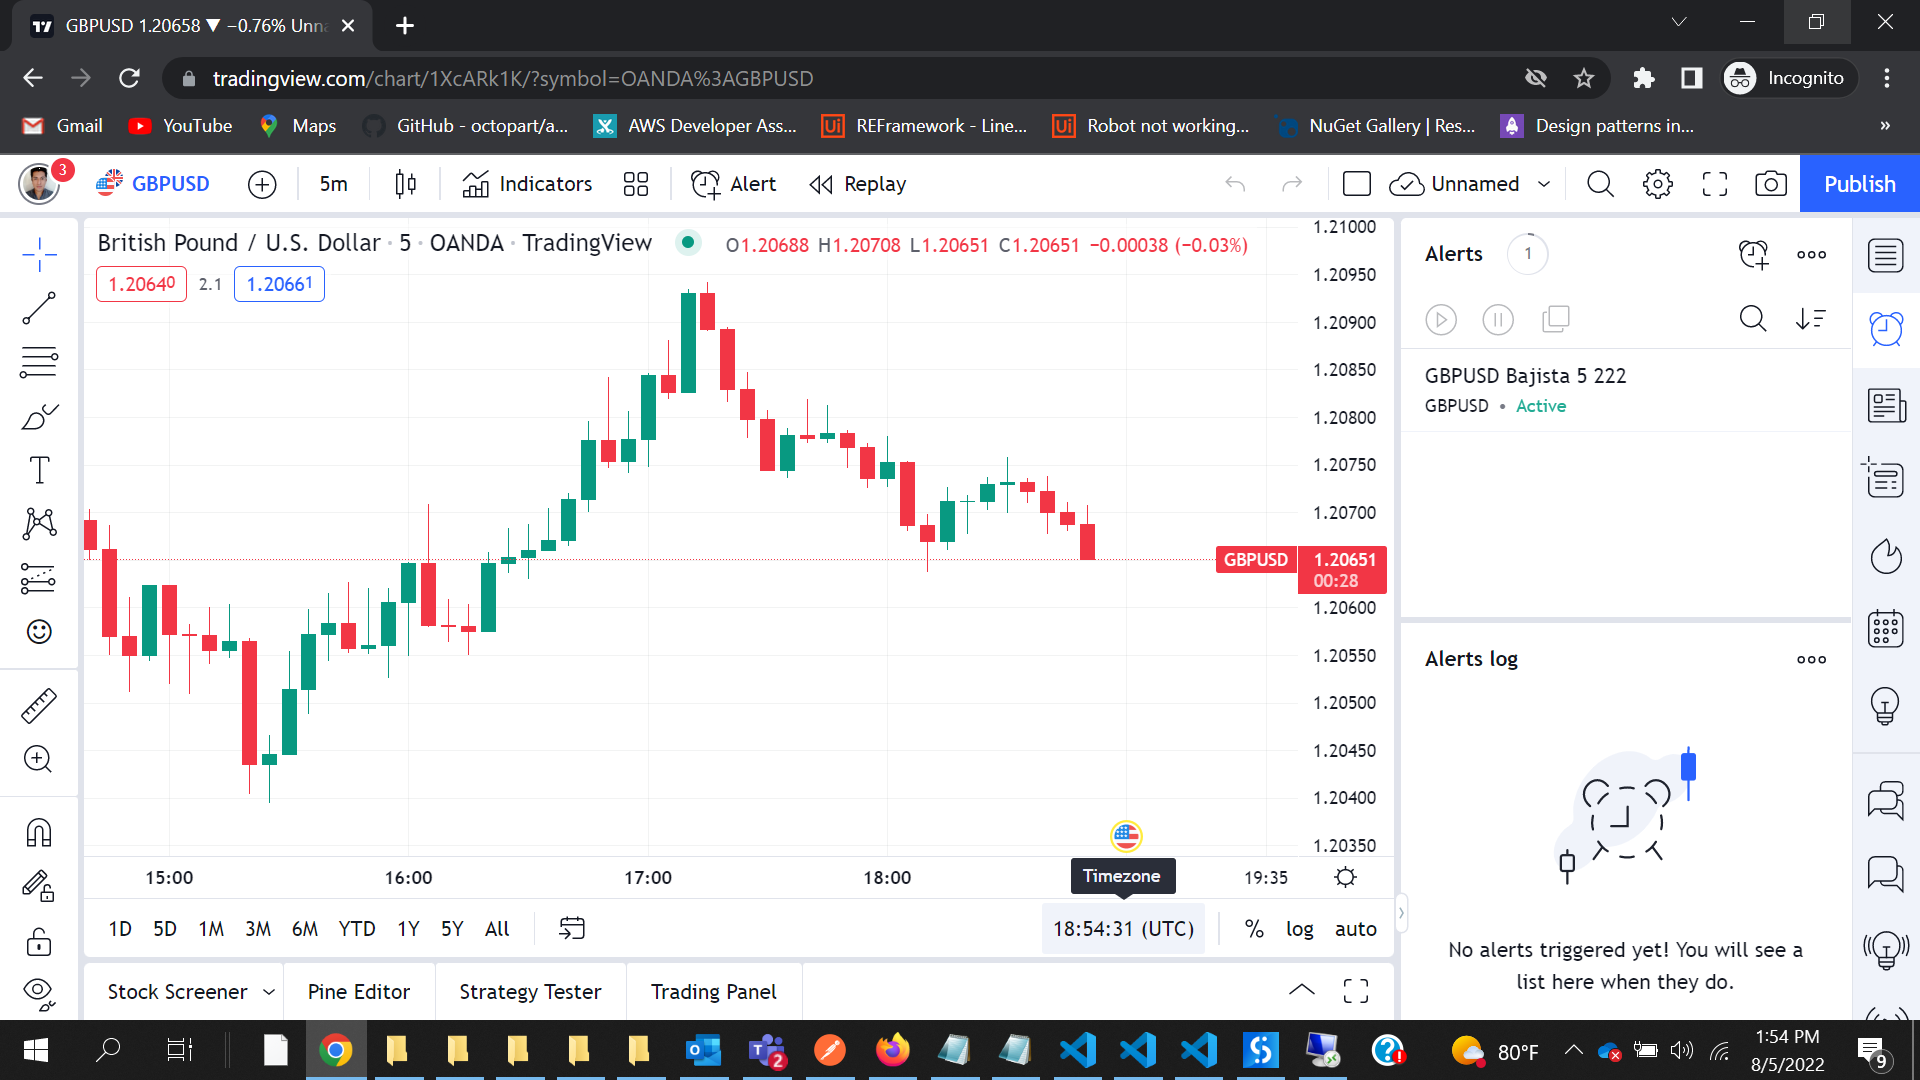 GBPUSD 1.20658 ▼ −0.76% Unna
tradingview.com/chart/1XcARk1K/?symbol=OANDA%3AGBPUSD
Incognito
Gmail
YouTube
Maps
GitHub - octopart/a...
AWS Developer Ass...
REFramework - Line...
Robot not working...
NuGet Gallery | Res...
Design patterns in...
»
3
GBPUSD
5m
Indicators
Alert
Replay
Unnamed
Publish
British Pound / U.S. Dollar · 5 · OANDA · TradingView
O1.20688 H1.20708 L1.20651 C1.20651 −0.00038 (−0.03%)
1.20640
2.1
1.20661
1.21000
1.20950
1.20900
1.20850
1.20800
1.20750
1.20700
GBPUSD
1.20651
00:28
1.20600
1.20550
1.20500
1.20450
1.20400
1.20350
15:00
16:00
17:00
18:00
19:35
Timezone
1D
5D
1M
3M
6M
YTD
1Y
5Y
All
18:54:31 (UTC)
%
log
auto
Stock Screener
Pine Editor
Strategy Tester
Trading Panel
Alerts
1
GBPUSD Bajista 5 222
GBPUSD • Active
Alerts log
No alerts triggered yet! You will see a
list here when they do.
Ui
Ui
2
80°F
1:54 PM
8/5/2022
9